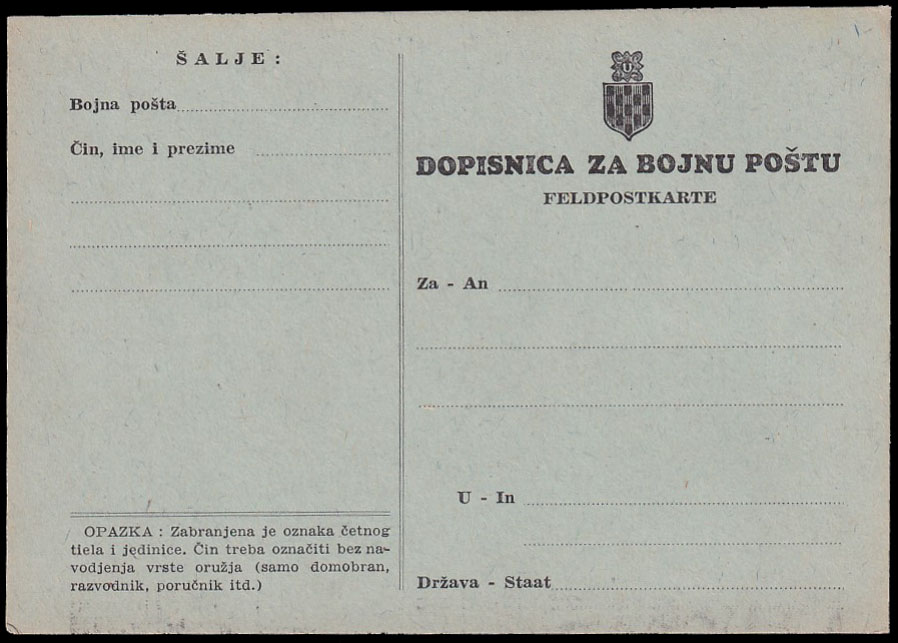 ŠALJE :
Bojna pošta
Čin, ime i prezime
OPAZKA : Zabranjena je oznaka četnog
tiela i jedinice. Čin treba označiti bez na-
vodjenja vrste oružja (samo domobran,
razvodnik, poručnik itd.)
U
DOPISNICA ZA BOJNU POŠTU
FELDPOSTKARTE
Za - An
U - In
Država - Staat